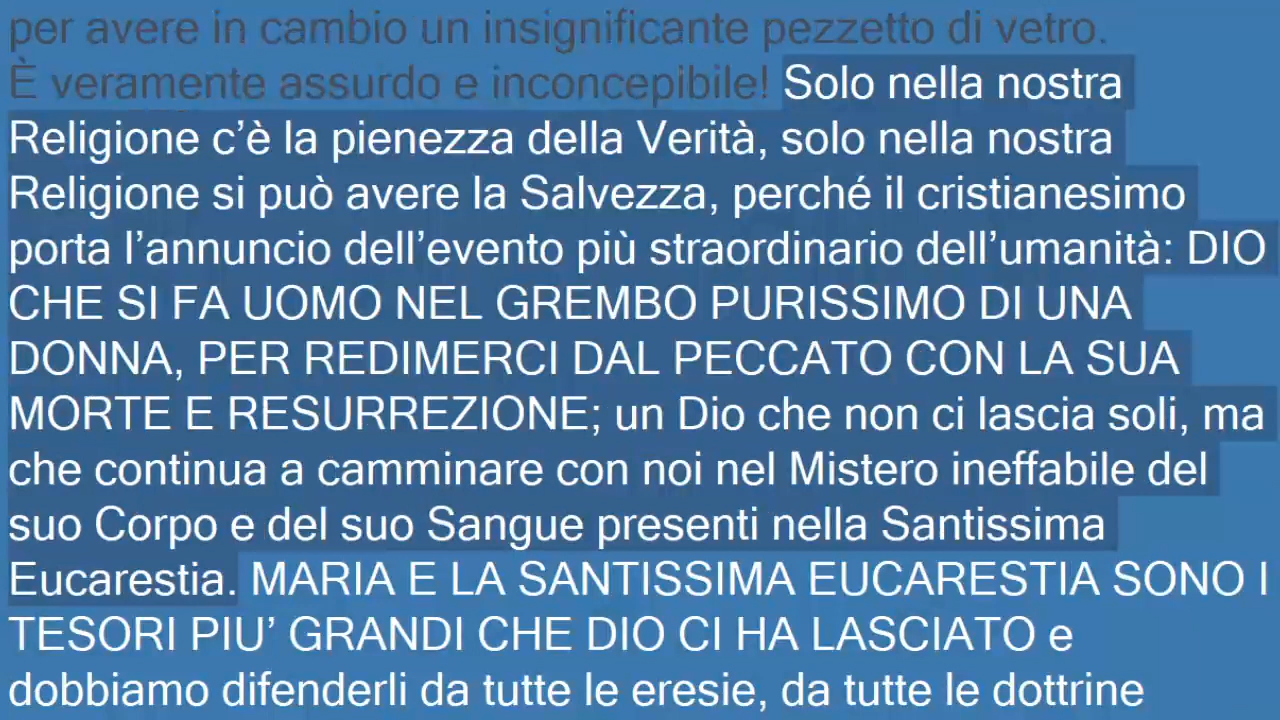 per avere in cambio un insignificante pezzetto di vetro.
È veramente assurdo e inconcepibile! Solo nella nostra
Religione c’è la pienezza della Verità, solo nella nostra
Religione si può avere la Salvezza, perché il cristianesimo
porta l’annuncio dell’evento più straordinario dell’umanità: DIO
CHE SI FA UOMO NEL GREMBO PURISSIMO DI UNA
DONNA, PER REDIMERCI DAL PECCATO CON LA SUA
MORTE E RESURREZIONE; un Dio che non ci lascia soli, ma
che continua a camminare con noi nel Mistero ineffabile del
suo Corpo e del suo Sangue presenti nella Santissima
Eucarestia. MARIA E LA SANTISSIMA EUCARESTIA SONO I
TESORI PIU’ GRANDI CHE DIO CI HA LASCIATO e
dobbiamo difenderli da tutte le eresie, da tutte le dottrine